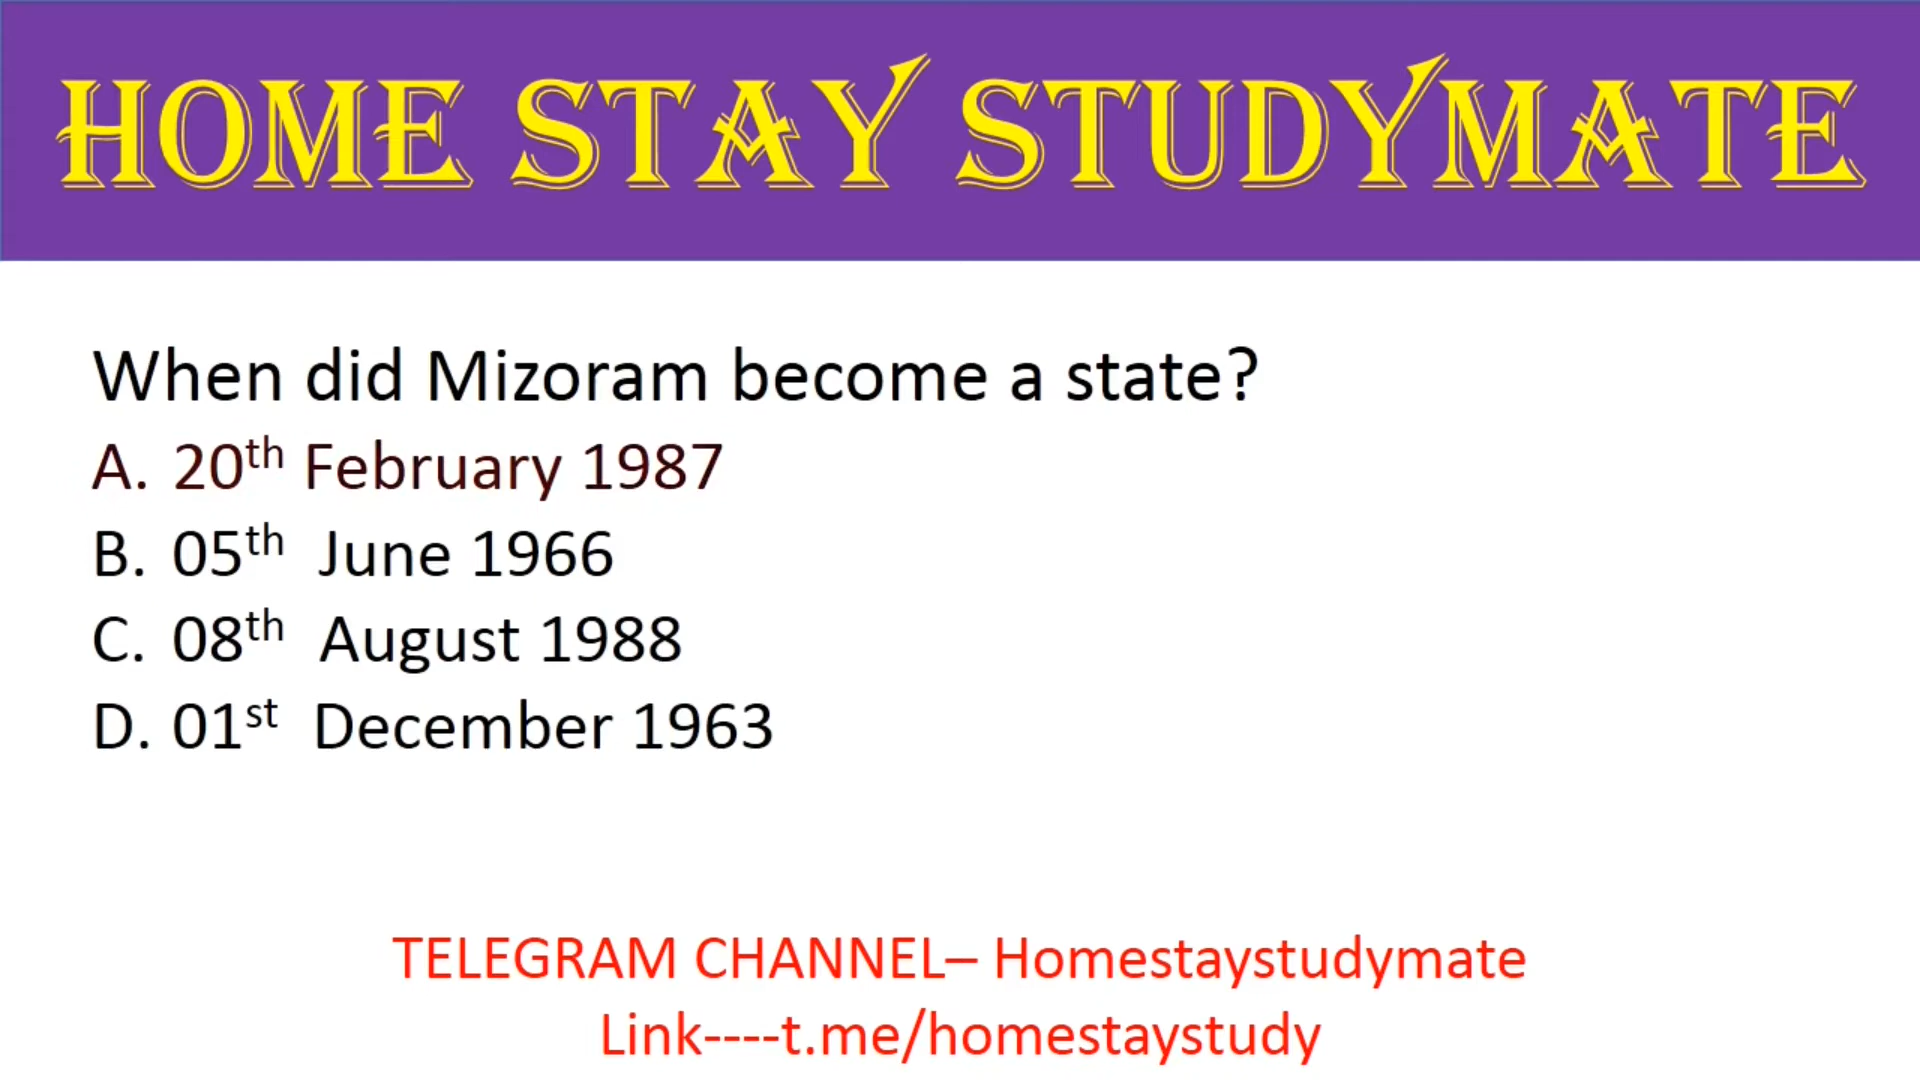 HOME STAY STUDYMATE
When did Mizoram become a state?
A. 20th February 1987
B. 05th June 1966
C. 08th August 1988
D. 01st December 1963
TELEGRAM CHANNEL– Homestaystudymate
Link----t.me/homestaystudy